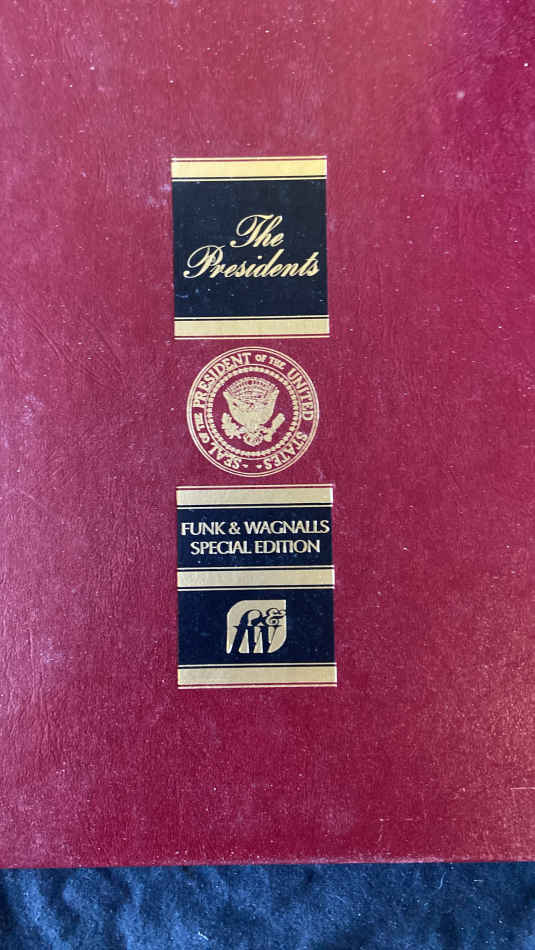 The
Presidents
SEAL OF THE PRESIDENT OF THE UNITED STATES
FUNK & WAGNALLS
SPECIAL EDITION
f&w